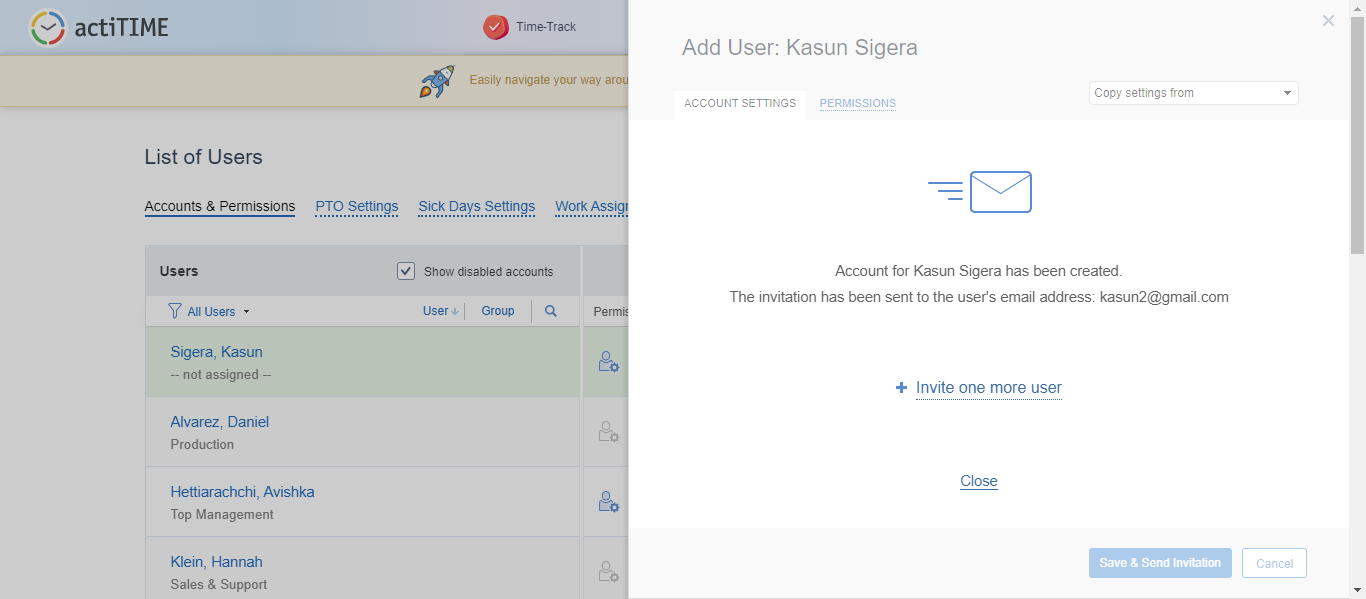 actiTIME
Time-Track
Easily navigate your way arou
List of Users
Accounts & Permissions PTO Settings Sick Days Settings Work Assign
Users Show disabled accounts
All Users User Group Permis
Sigera, Kasun
-- not assigned --
Alvarez, Daniel
Production
Hettiarachchi, Avishka
Top Management
Klein, Hannah
Sales & Support
Add User: Kasun Sigera
Copy settings from
ACCOUNT SETTINGS PERMISSIONS
Account for Kasun Sigera has been created.
The invitation has been sent to the user's email address: kasun2@gmail.com
Invite one more user
Close
Save & Send Invitation Cancel